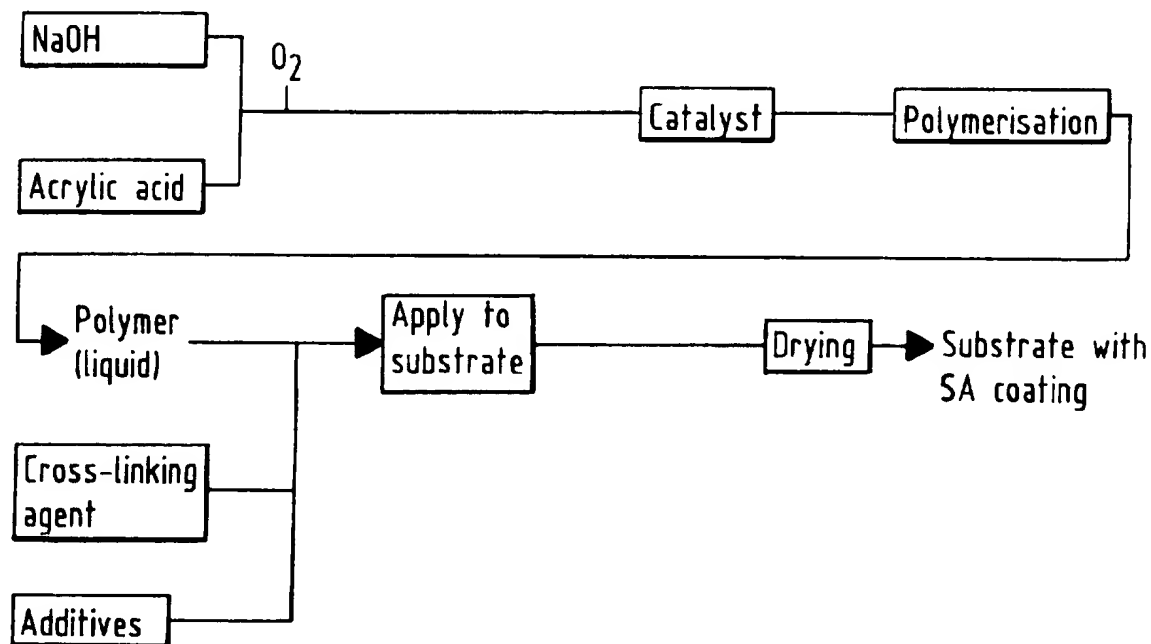 NaOH
O2
Catalyst
Polymerisation
Acrylic acid
Polymer
(liquid)
Apply to
substrate
Drying
Substrate with
SA coating
Cross-linking
agent
Additives